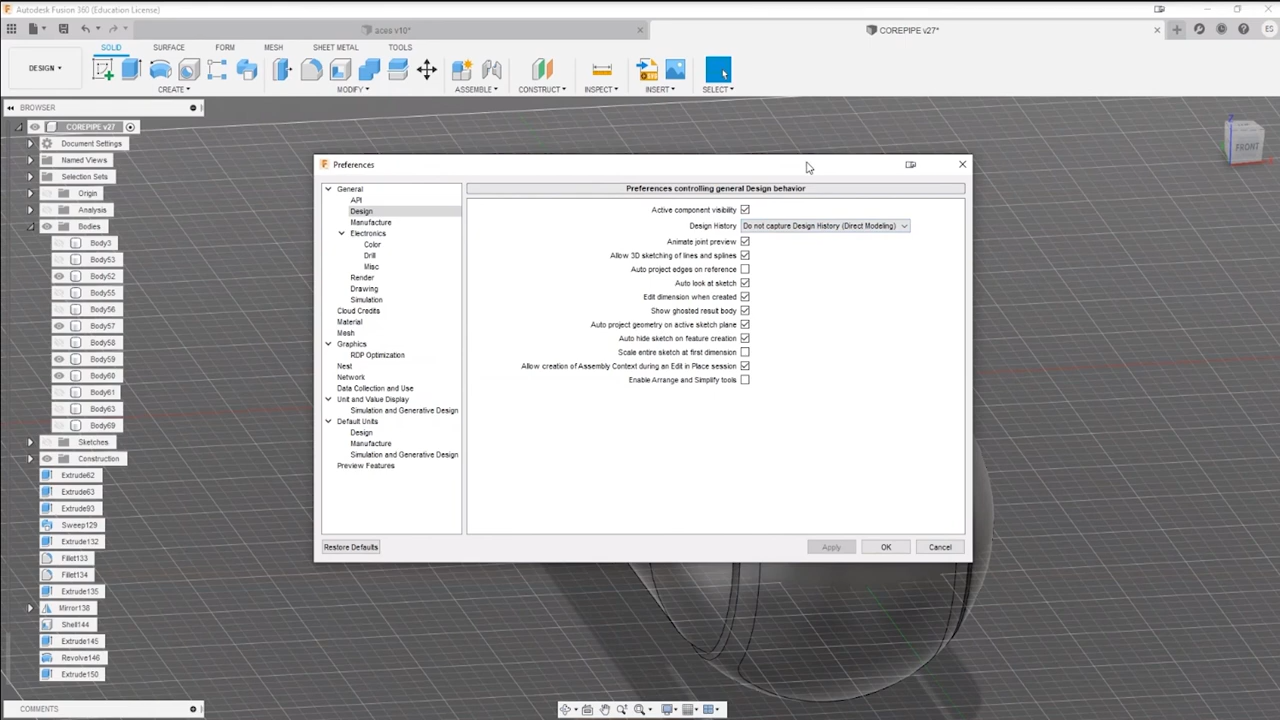 Autodesk Fusion 360 (Education License)
aces v10*
COREPIPE v27*
ES
SOLID SURFACE FORM MESH SHEET METAL TOOLS
DESIGN
CREATE MODIFY ASSEMBLE CONSTRUCT INSPECT INSERT SELECT
BROWSER
COREPIPE v27
Document Settings
Named Views
Selection Sets
Origin
Analysis
Bodies
Body3
Body53
Body52
Body55
Body56
Body57
Body58
Body59
Body60
Body61
Body63
Body69
Sketches
Construction
Extrude62
Extrude63
Extrude93
Sweep129
Extrude132
Fillet133
Fillet134
Extrude135
Mirror138
Shell144
Extrude145
Revolve146
Extrude150
COMMENTS
Z
FRONT
Preferences
General
API
Design
Manufacture
Electronics
Color
Drill
Misc
Render
Drawing
Simulation
Cloud Credits
Material
Mesh
Graphics
RDP Optimization
Nest
Network
Data Collection and Use
Unit and Value Display
Simulation and Generative Design
Default Units
Design
Manufacture
Simulation and Generative Design
Preview Features
Preferences controlling general Design behavior
Active component visibility
Design History Do not capture Design History (Direct Modeling)
Animate joint preview
Allow 3D sketching of lines and splines
Auto project edges on reference
Auto look at sketch
Edit dimension when created
Show ghosted result body
Auto project geometry on active sketch plane
Auto hide sketch on feature creation
Scale entire sketch at first dimension
Allow creation of Assembly Context during an Edit in Place session
Enable Arrange and Simplify tools
Restore Defaults Apply OK Cancel